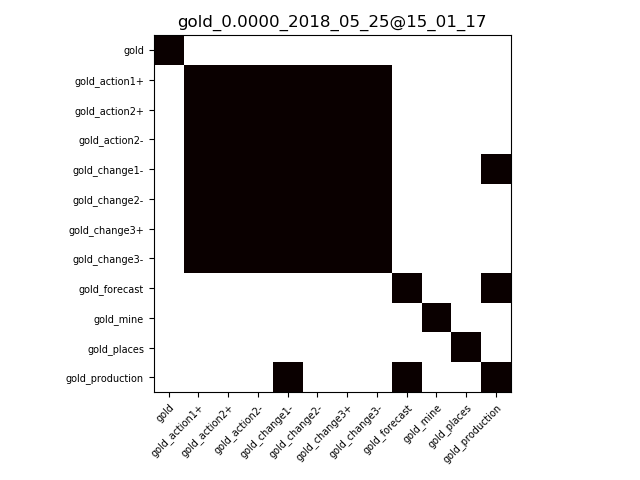 gold_0.0000_2018_05_25@15_01_17
gold
gold_action1+
gold_action2+
gold_action2-
gold_change1-
gold_change2-
gold_change3+
gold_change3-
gold_forecast
gold_mine
gold_places
gold_production
gold
gold_action1+
gold_action2+
gold_action2-
gold_change1-
gold_change2-
gold_change3+
gold_change3-
gold_forecast
gold_mine
gold_places
gold_production